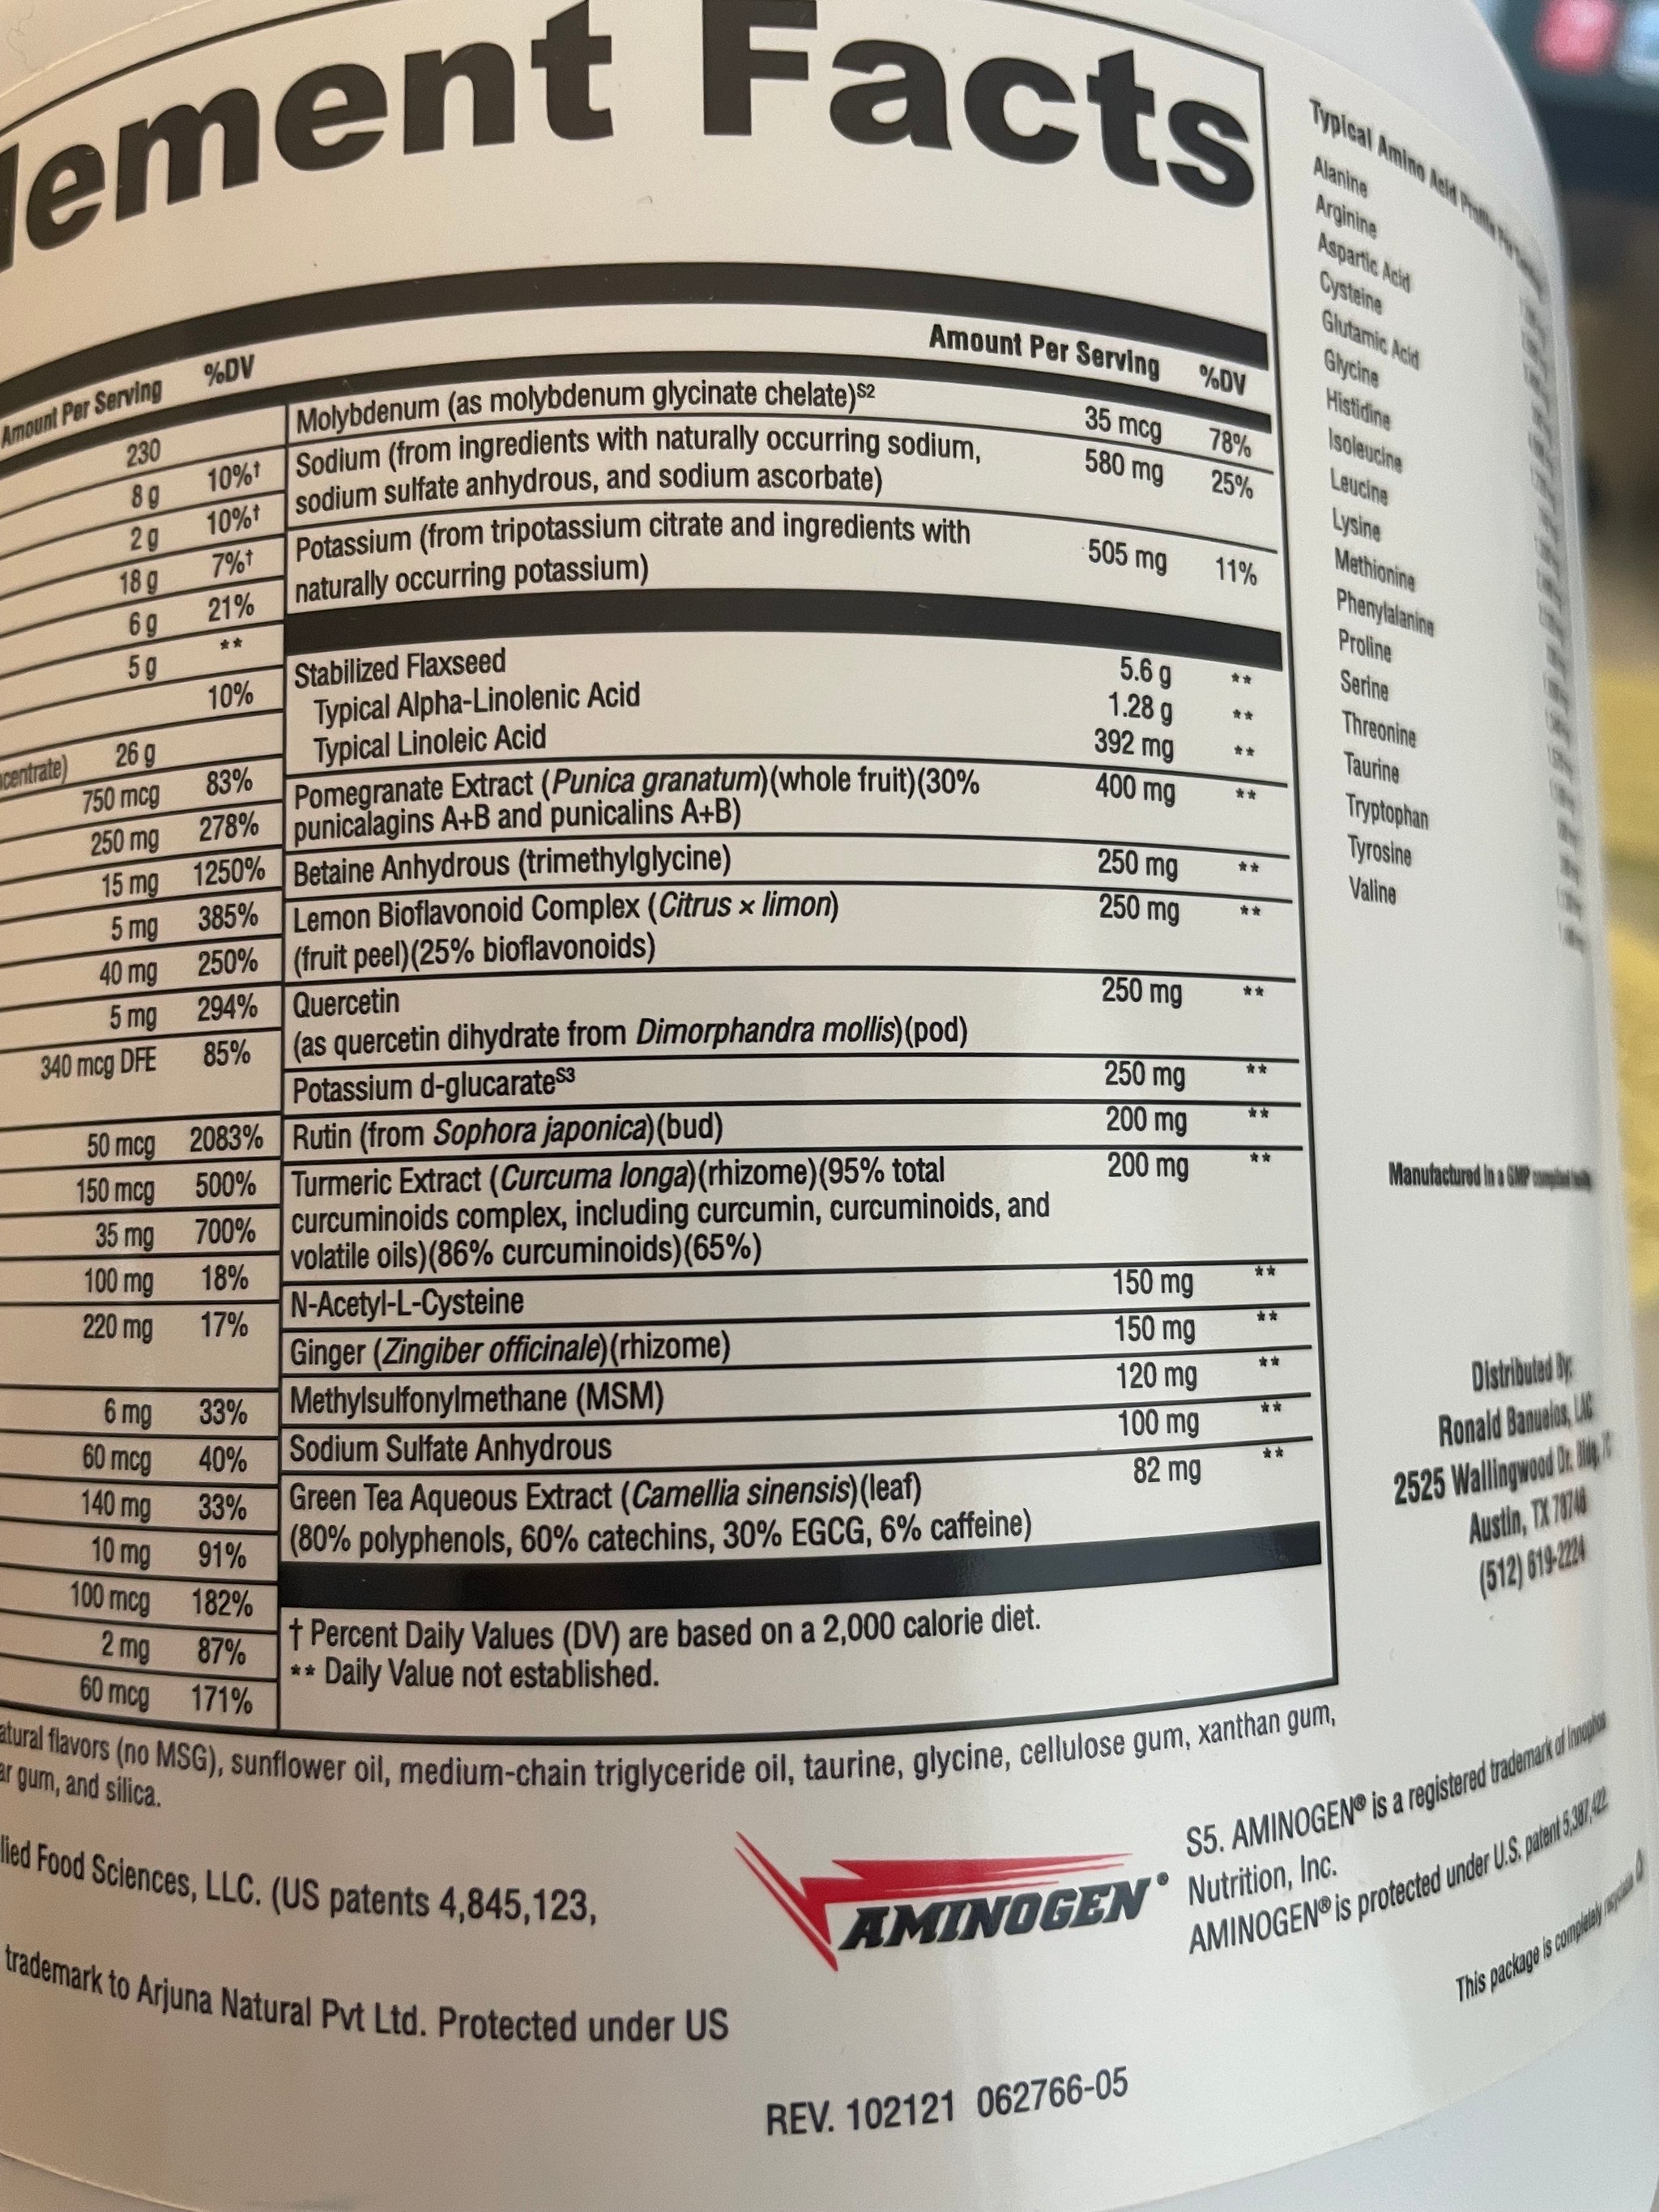 ement Facts
Amount Per Serving %DV
230
8 g 10%†
2 g 10%†
18 g 7%†
6 g 21%
5 g **
10%
26 g
750 mcg 83%
250 mg 278%
15 mg 1250%
5 mg 385%
40 mg 250%
5 mg 294%
340 mcg DFE 85%
50 mcg 2083%
150 mcg 500%
35 mg 700%
100 mg 18%
220 mg 17%
6 mg 33%
60 mcg 40%
140 mg 33%
10 mg 91%
100 mcg 182%
2 mg 87%
60 mcg 171%
Amount Per Serving %DV
Molybdenum (as molybdenum glycinate chelate)S2 35 mcg 78%
Sodium (from ingredients with naturally occurring sodium, 580 mg 25%
sodium sulfate anhydrous, and sodium ascorbate)
Potassium (from tripotassium citrate and ingredients with 505 mg 11%
naturally occurring potassium)
Stabilized Flaxseed 5.6 g **
Typical Alpha-Linolenic Acid 1.28 g **
Typical Linoleic Acid 392 mg **
Pomegranate Extract (Punica granatum)(whole fruit)(30% 400 mg **
punicalagins A+B and punicalins A+B)
Betaine Anhydrous (trimethylglycine) 250 mg **
Lemon Bioflavonoid Complex (Citrus × limon) 250 mg **
(fruit peel)(25% bioflavonoids)
Quercetin 250 mg **
(as quercetin dihydrate from Dimorphandra mollis)(pod)
Potassium d-glucarateS3 250 mg **
Rutin (from Sophora japonica)(bud) 200 mg **
Turmeric Extract (Curcuma longa)(rhizome)(95% total 200 mg **
curcuminoids complex, including curcumin, curcuminoids, and
volatile oils)(86% curcuminoids)(65%)
N-Acetyl-L-Cysteine 150 mg **
Ginger (Zingiber officinale)(rhizome) 150 mg **
Methylsulfonylmethane (MSM) 120 mg **
Sodium Sulfate Anhydrous 100 mg **
Green Tea Aqueous Extract (Camellia sinensis)(leaf) 82 mg **
(80% polyphenols, 60% catechins, 30% EGCG, 6% caffeine)
† Percent Daily Values (DV) are based on a 2,000 calorie diet.
** Daily Value not established.
Typical Amino Acid Profile Per
Alanine
Arginine
Aspartic Acid
Cysteine
Glutamic Acid
Glycine
Histidine
Isoleucine
Leucine
Lysine
Methionine
Phenylalanine
Proline
Serine
Threonine
Taurine
Tryptophan
Tyrosine
Valine
Manufactured in a GMP
Distributed By:
Ronald Banuelos,
2525 Wallingwood Dr. Bldg.
Austin, TX 78746
(512) 619-2224
flavors (no MSG), sunflower oil, medium-chain triglyceride oil, taurine, glycine, cellulose gum, xanthan gum,
gum, and silica.
Food Sciences, LLC. (US patents 4,845,123,
trademark to Arjuna Natural Pvt Ltd. Protected under US
AMINOGEN®
S5. AMINOGEN® is a registered trademark of Innophos
Nutrition, Inc.
AMINOGEN® is protected under U.S. patent 5,387,422.
This package is completely recyclable
REV. 102121 062766-05